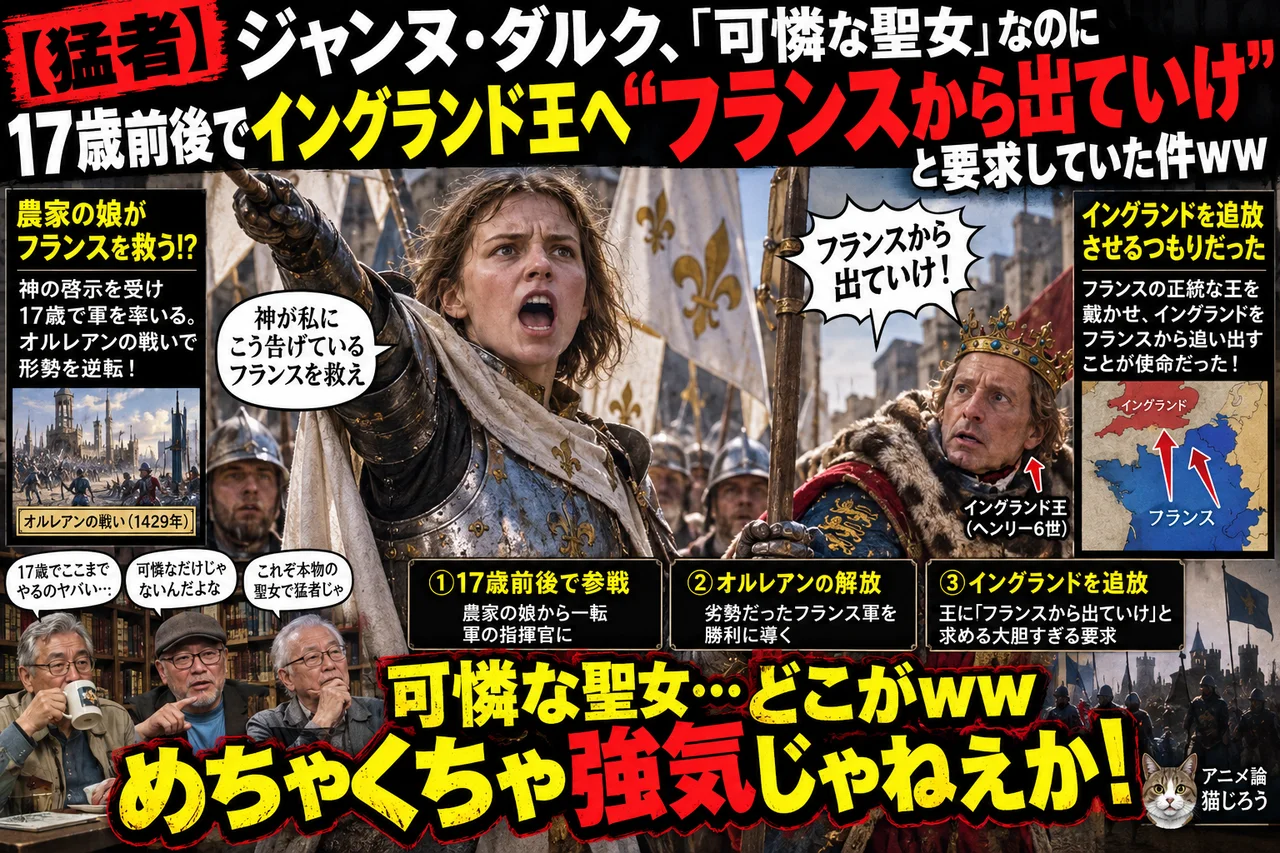 【猛者】ジャンヌ・ダルク、「可憐な聖女」なのに
17歳前後でイングランド王へ“フランスから出ていけ”
と要求していた件ww
農家の娘が
フランスを救う!?
神の啓示を受け
17歳で軍を率いる。
オルレアンの戦いで
形勢を逆転！
オルレアンの戦い（1429年）
神が私に
こう告げている
フランスを救え
フランスから
出ていけ！
イングランド王
（ヘンリー6世）
イングランドを追放
させるつもりだった
フランスの正統な王を
戴かせ、イングランドを
フランスから追い出す
ことが使命だった！
イングランド
フランス
17歳でここまで
やるのヤバい…
可憐なだけじゃ
ないんだよな
これぞ本物の
聖女で猛者じゃ
①17歳前後で参戦
農家の娘から一転
軍の指揮官に
②オルレアンの解放
劣勢だったフランス軍を
勝利に導く
③イングランドを追放
王に「フランスから出ていけ」と
求める大胆すぎる要求
可憐な聖女…どこがww
めちゃくちゃ強気じゃねえか！
アニメ論
猫じろう